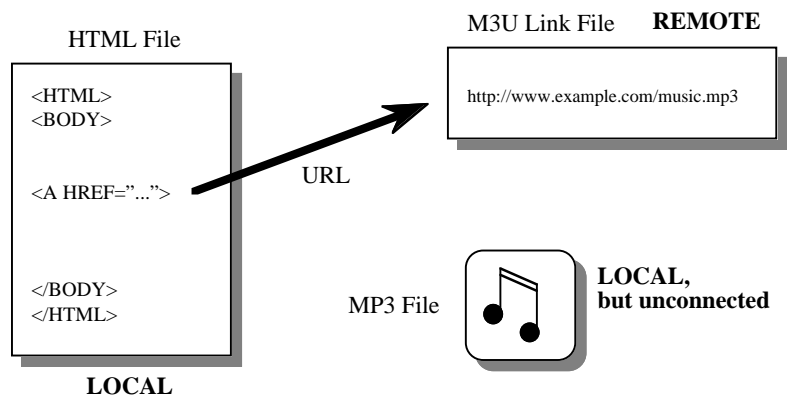 HTML File
<HTML>
<BODY>
<A HREF=”...”>
</BODY>
</HTML>
LOCAL
URL
M3U Link File REMOTE
http://www.example.com/music.mp3
MP3 File
LOCAL,
but unconnected